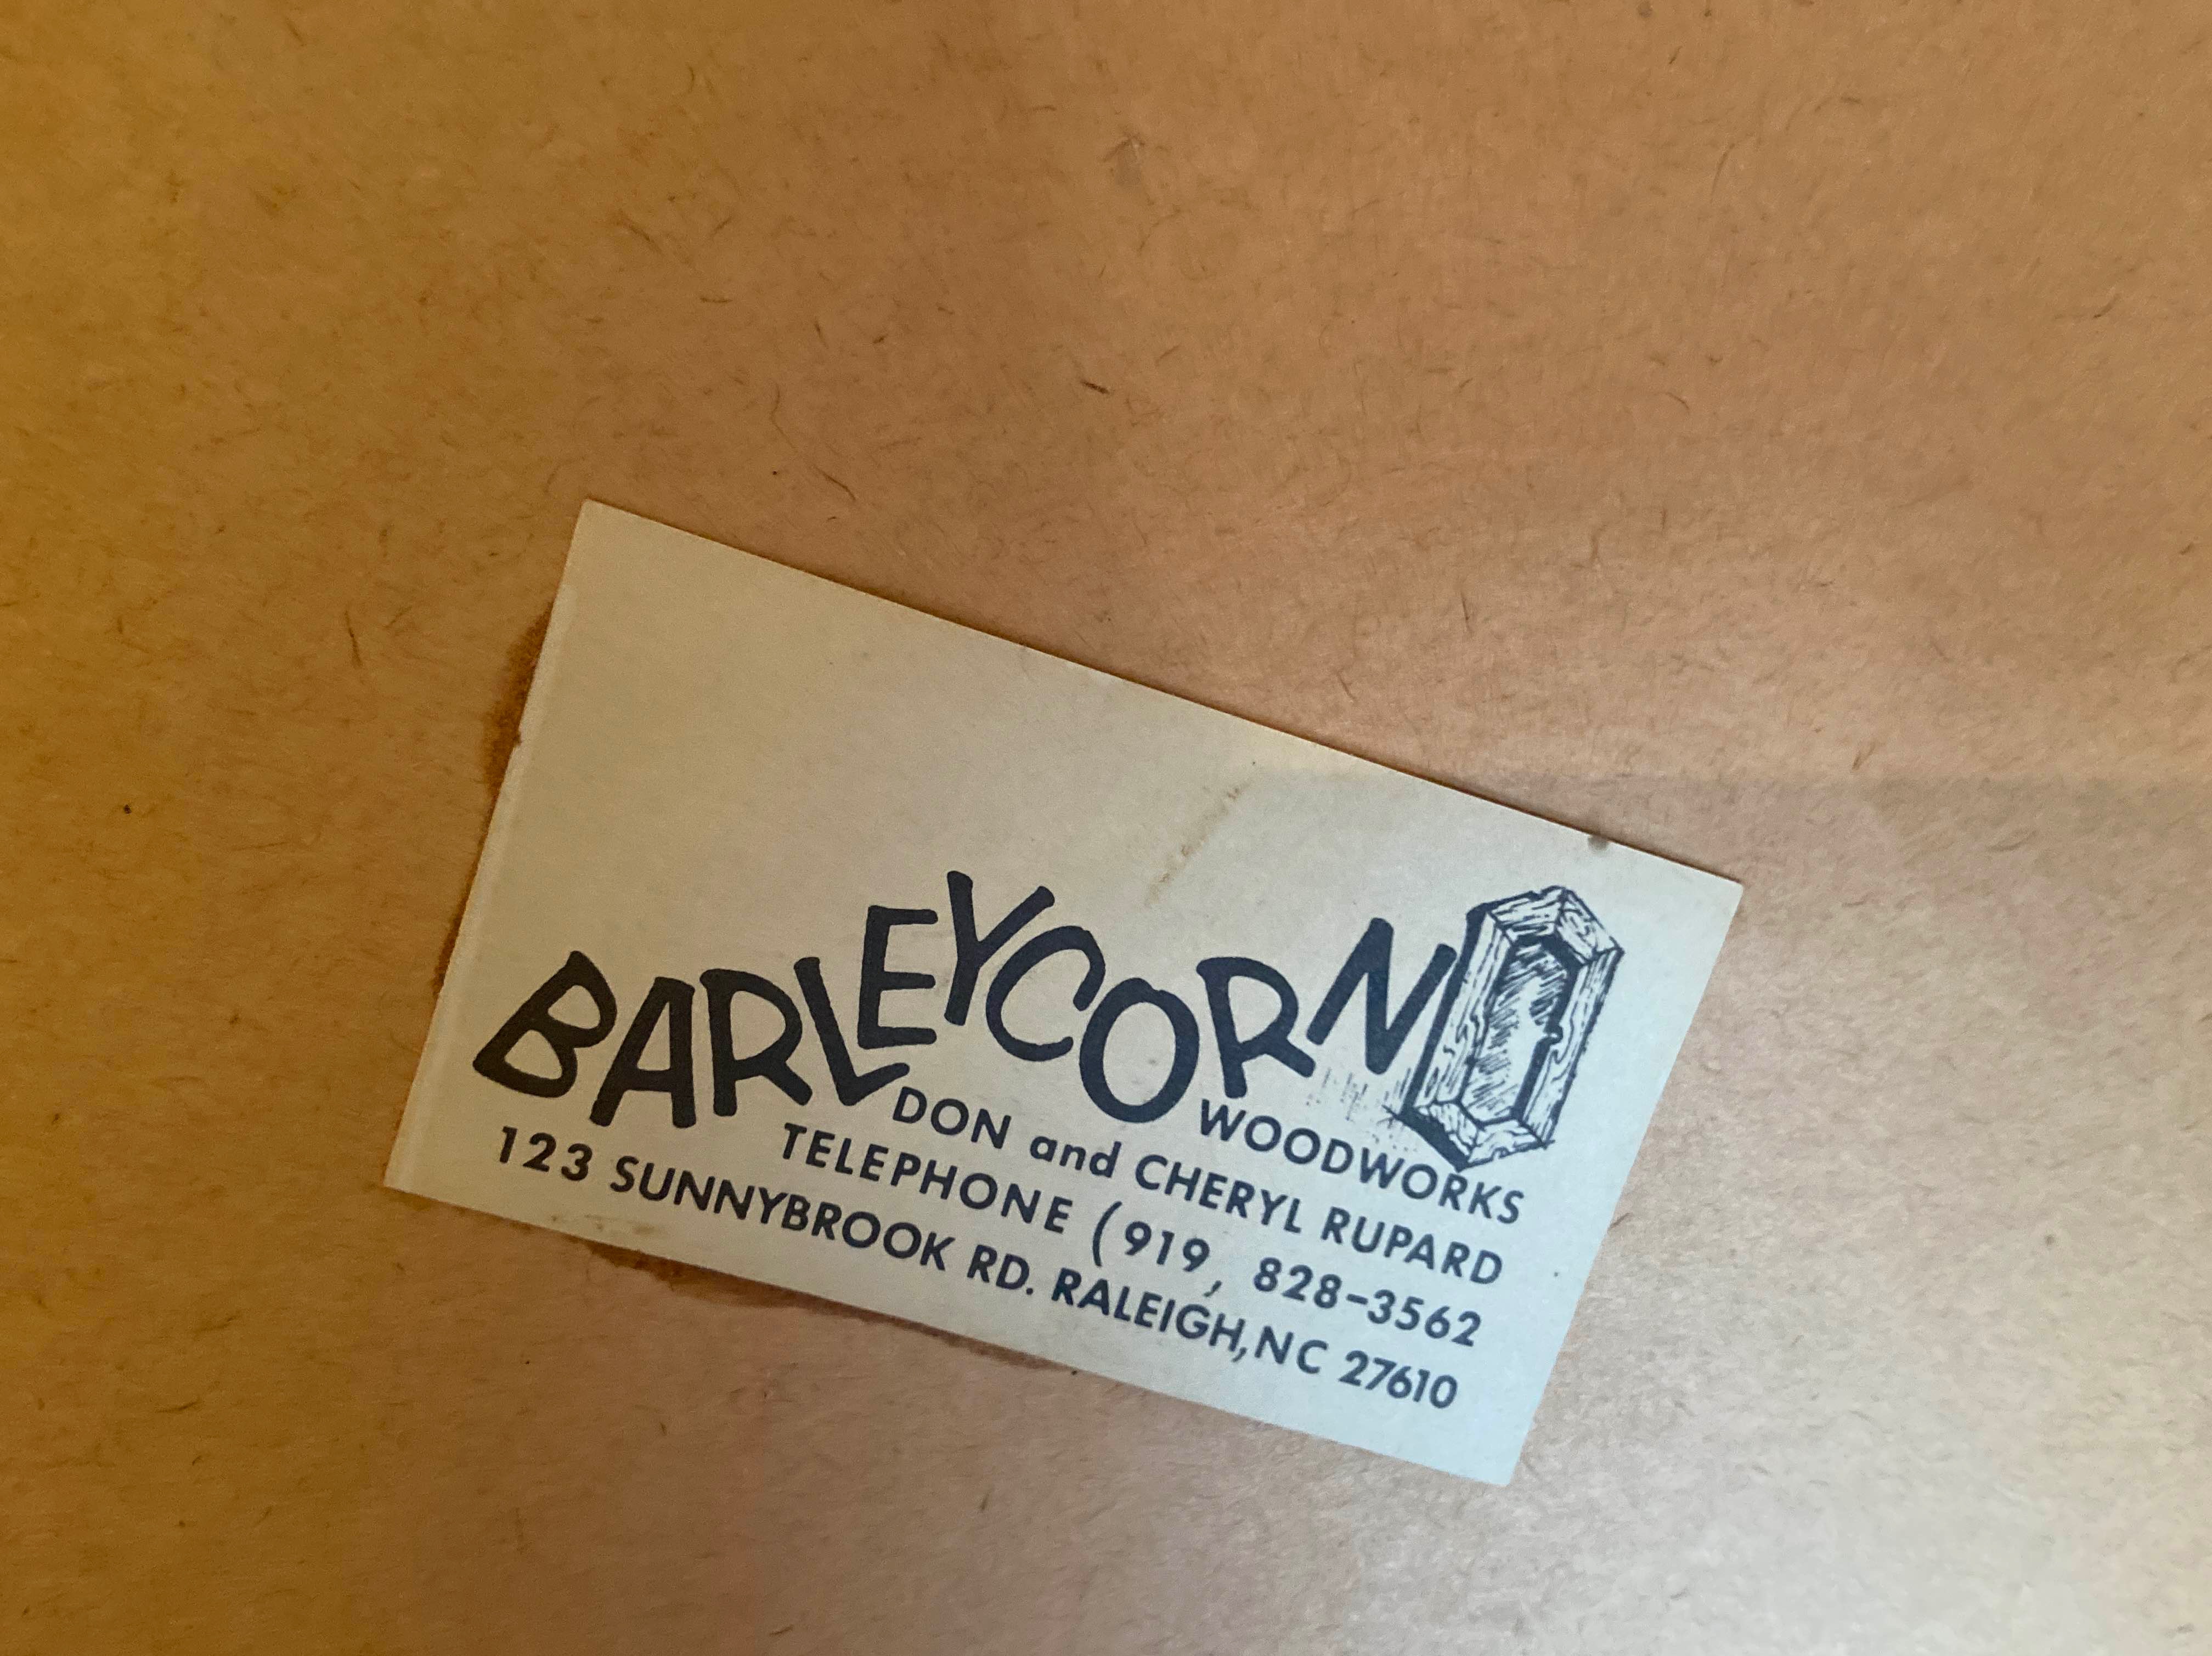 BARLEYCORN
WOODWORKS
DON and CHERYL RUPARD
TELEPHONE (919, 828-3562
123 SUNNYBROOK RD. RALEIGH,NC 27610